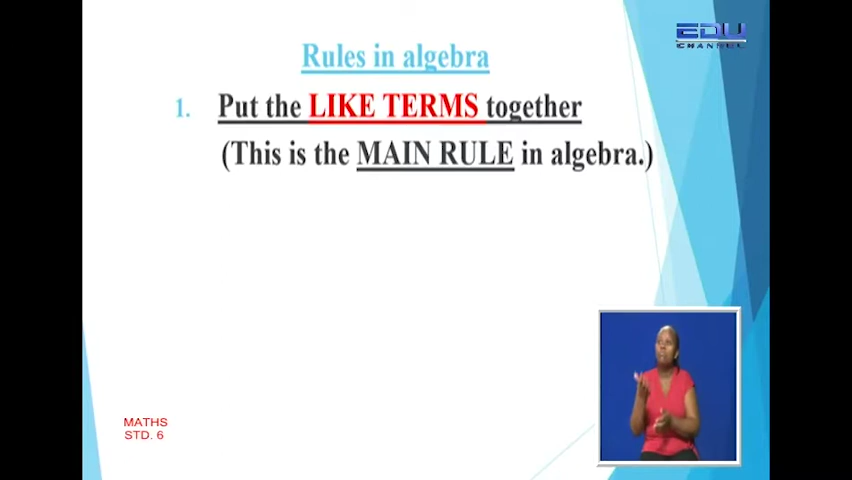 EDU
CHANNEL
Rules in algebra
1. Put the LIKE TERMS together
(This is the MAIN RULE in algebra.)
MATHS
STD. 6